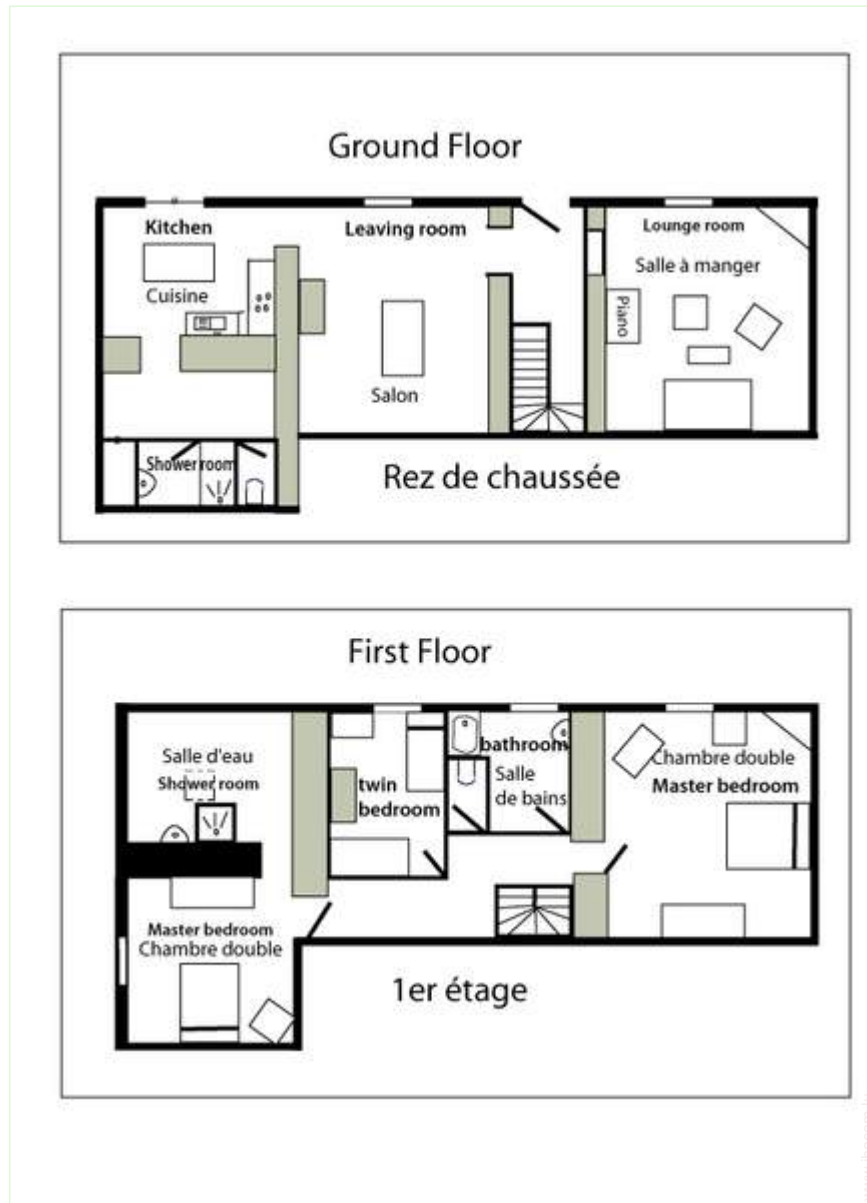 Ground Floor
Kitchen
Cuisine
Leaving room
Salon
Lounge room
Salle à manger
Piano
Shower room
Rez de chaussée
First Floor
Salle d'eau
Shower room
twin
bedroom
bathroom
Salle
de bains
Chambre double
Master bedroom
Master bedroom
Chambre double
1er étage